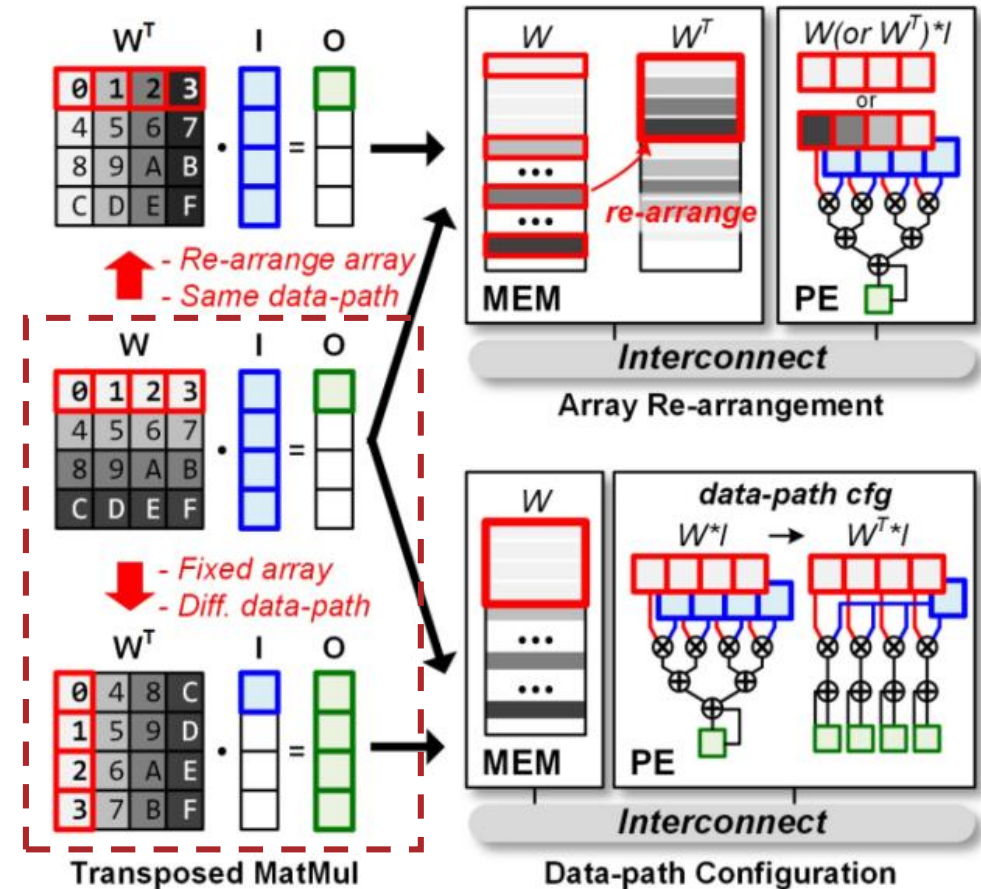 W^T I O
0 1 2 3
4 5 6 7
8 9 A B
C D E F
· =
- Re-arrange array
- Same data-path
W I O
0 1 2 3
4 5 6 7
8 9 A B
C D E F
· =
- Fixed array
- Diff. data-path
W^T I O
0 4 8 C
1 5 9 D
2 6 A E
3 7 B F
· =
Transposed MatMul
W W^T
...
...
re-arrange
MEM
W(or W^T)*I
or
PE
Interconnect
Array Re-arrangement
W
...
...
MEM
data-path cfg
W*I → W^T*I
PE
Interconnect
Data-path Configuration